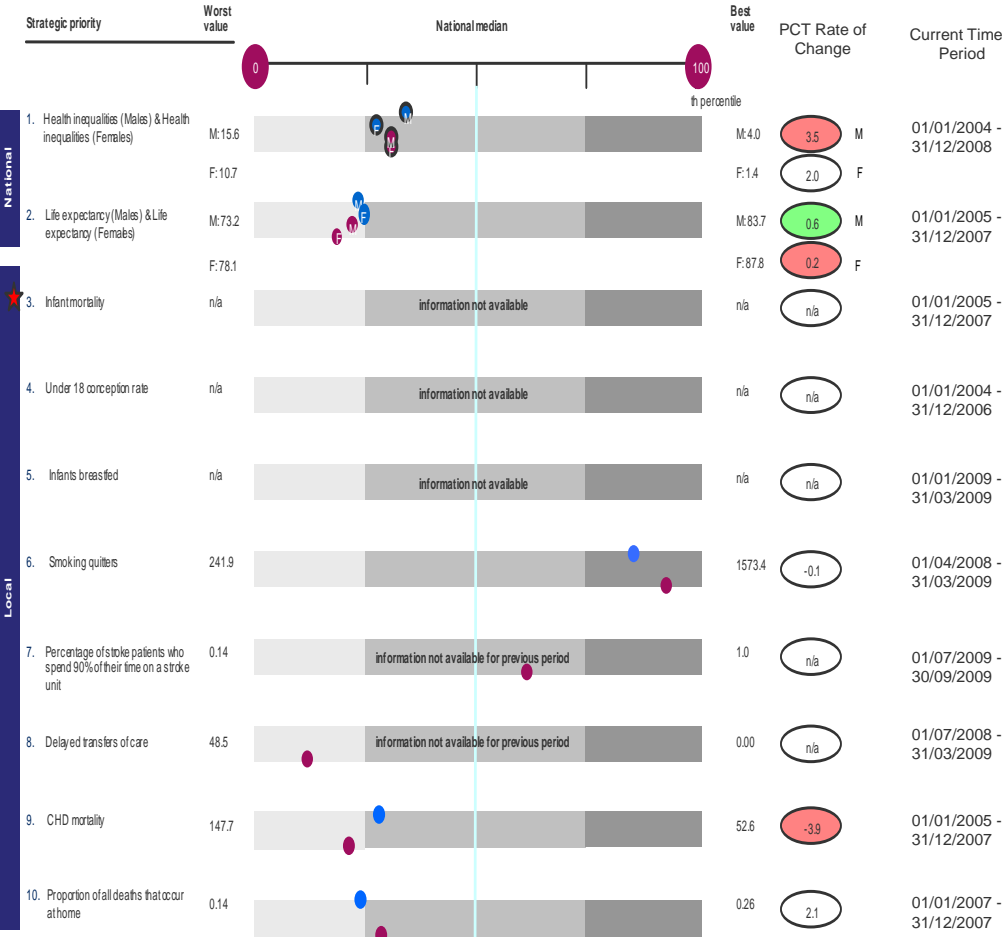 Strategic priority
Worst
value
National median
Best
value
PCT Rate of
Change
Current Time
Period
0
100
th percentile
National
1. Health inequalities (Males) & Health
inequalities (Females)
M:15.6
F:10.7
F
M
M
F
M:4.0
F:1.4
3.5 M
2.0 F
01/01/2004 -
31/12/2008
2. Life expectancy (Males) & Life
expectancy (Females)
M:73.2
F:78.1
M
F
M
F
M:83.7
F:87.8
0.6 M
0.2 F
01/01/2005 -
31/12/2007
Local
3. Infant mortality
n/a
information not available
n/a
n/a
01/01/2005 -
31/12/2007
4. Under 18 conception rate
n/a
information not available
n/a
n/a
01/01/2004 -
31/12/2006
5. Infants breastfed
n/a
information not available
n/a
n/a
01/01/2009 -
31/03/2009
6. Smoking quitters
241.9
1573.4
-0.1
01/04/2008 -
31/03/2009
7. Percentage of stroke patients who
spend 90% of their time on a stroke
unit
0.14
information not available for previous period
1.0
n/a
01/07/2009 -
30/09/2009
8. Delayed transfers of care
48.5
information not available for previous period
0.00
n/a
01/07/2008 -
31/03/2009
9. CHD mortality
147.7
52.6
-3.9
01/01/2005 -
31/12/2007
10. Proportion of all deaths that occur
at home
0.14
0.26
2.1
01/01/2007 -
31/12/2007